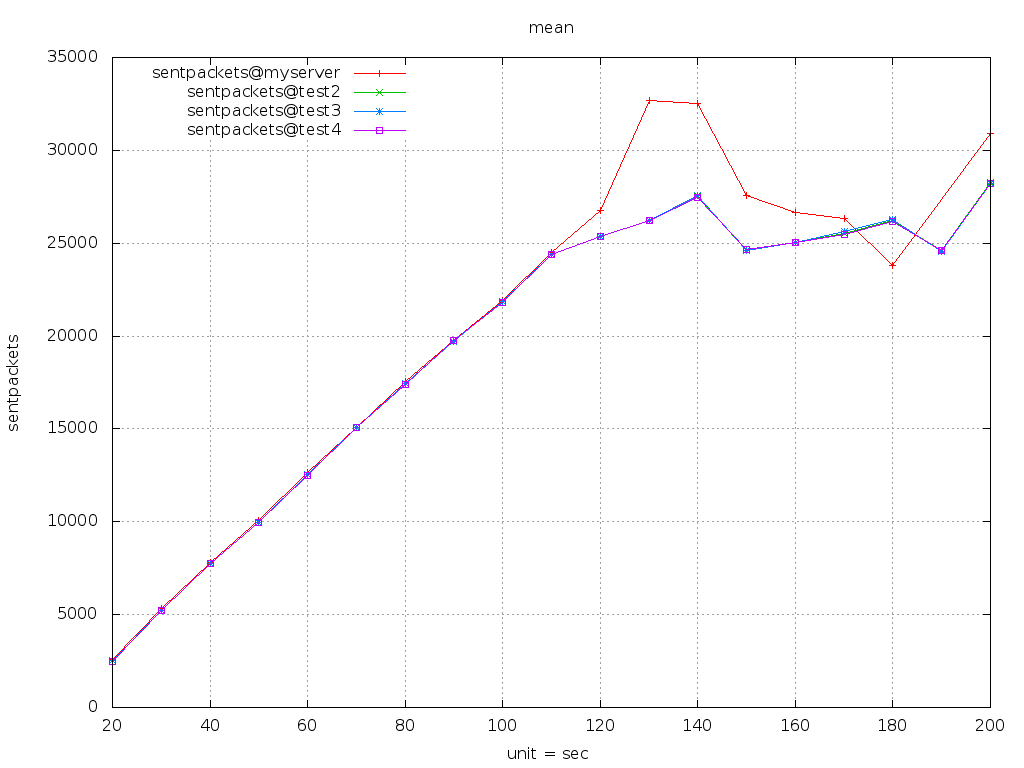 mean
35000
30000
25000
20000
15000
10000
5000
0
sentpackets@myserver
sentpackets@test2
sentpackets@test3
sentpackets@test4
sentpackets
20 40 60 80 100 120 140 160 180 200
unit = sec